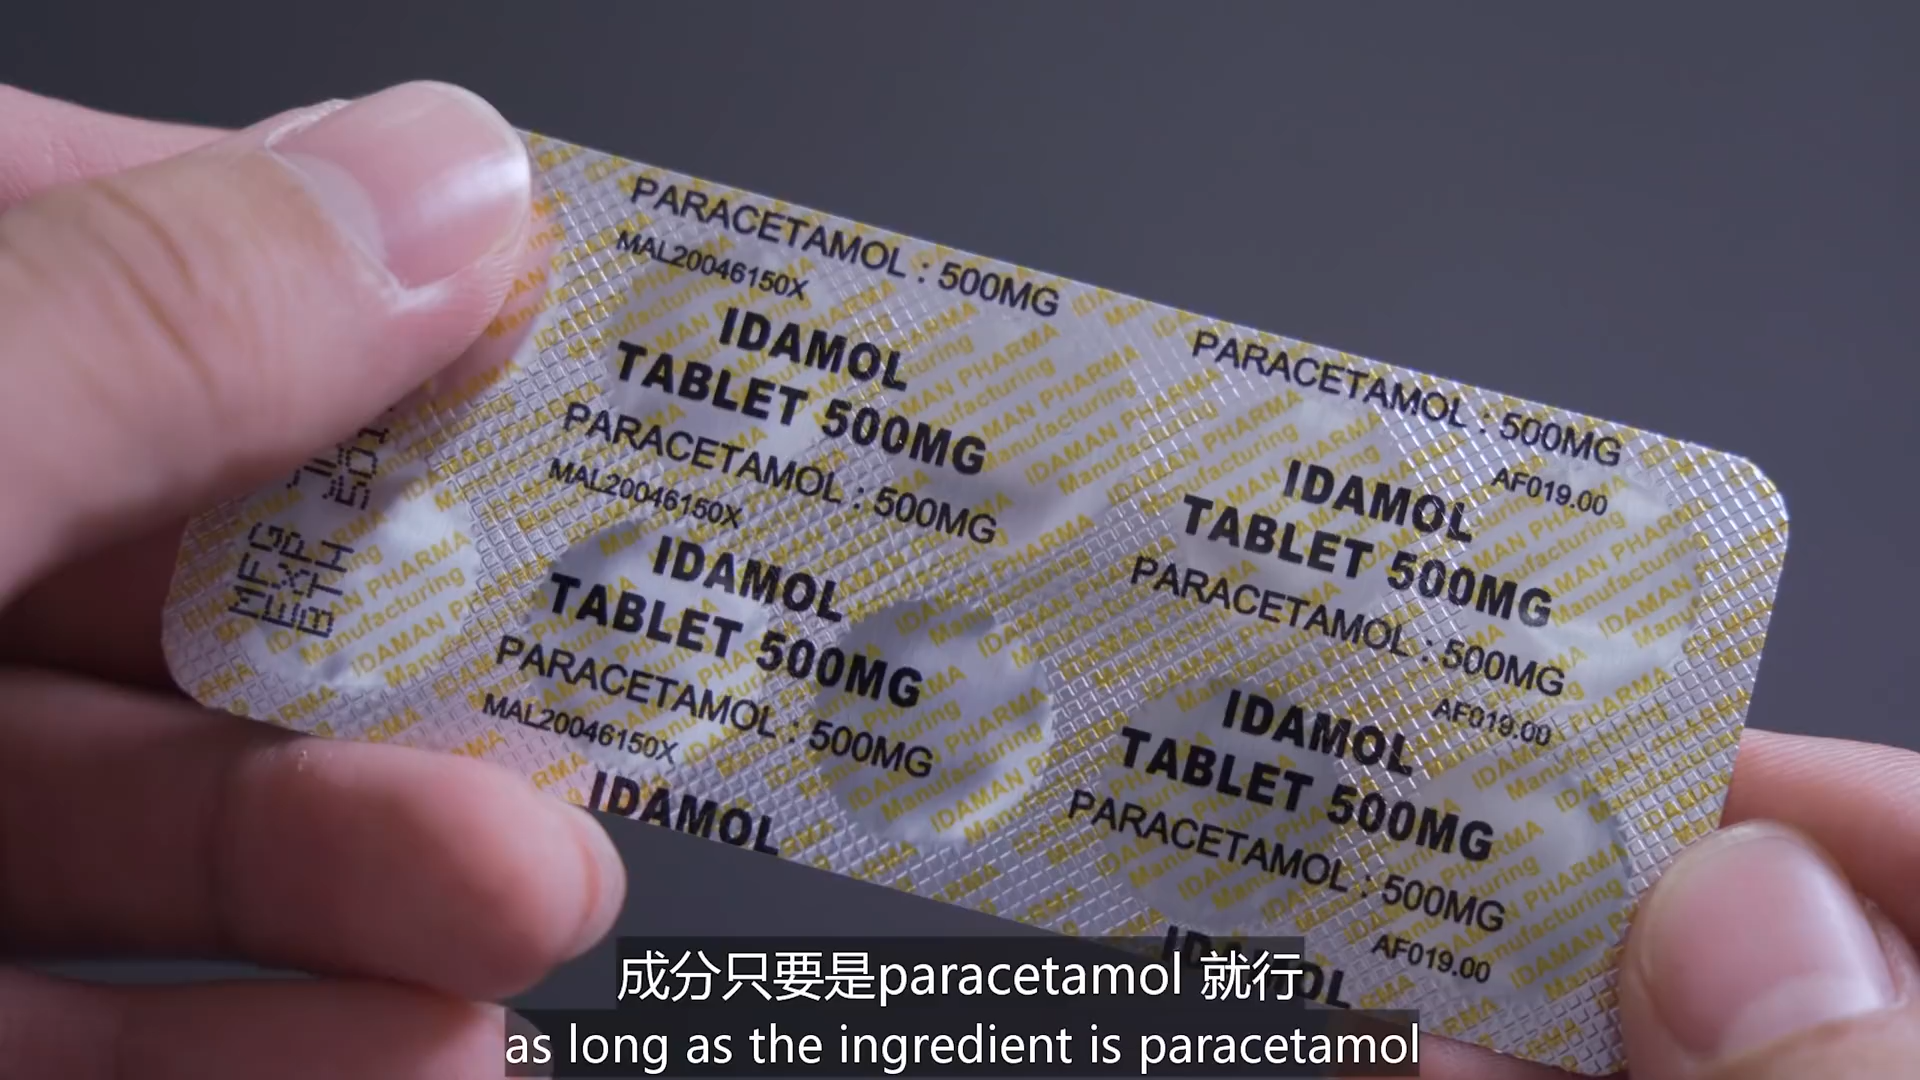 PARACETAMOL : 500MG
MAL20046150X
IDAMOL
TABLET 500MG
PARACETAMOL : 500MG
MAL20046150X
IDAMOL
TABLET 500MG
PARACETAMOL : 500MG
MAL20046150X
IDAMOL
PARACETAMOL : 500MG
AF019.00
IDAMOL
TABLET 500MG
PARACETAMOL : 500MG
AF019.00
IDAMOL
TABLET 500MG
PARACETAMOL : 500MG
AF019.00
IDAMOL
MFG
EXP
BTH
IDAMAN PHARMA
Manufacturing
成分只要是paracetamol 就行
as long as the ingredient is paracetamol